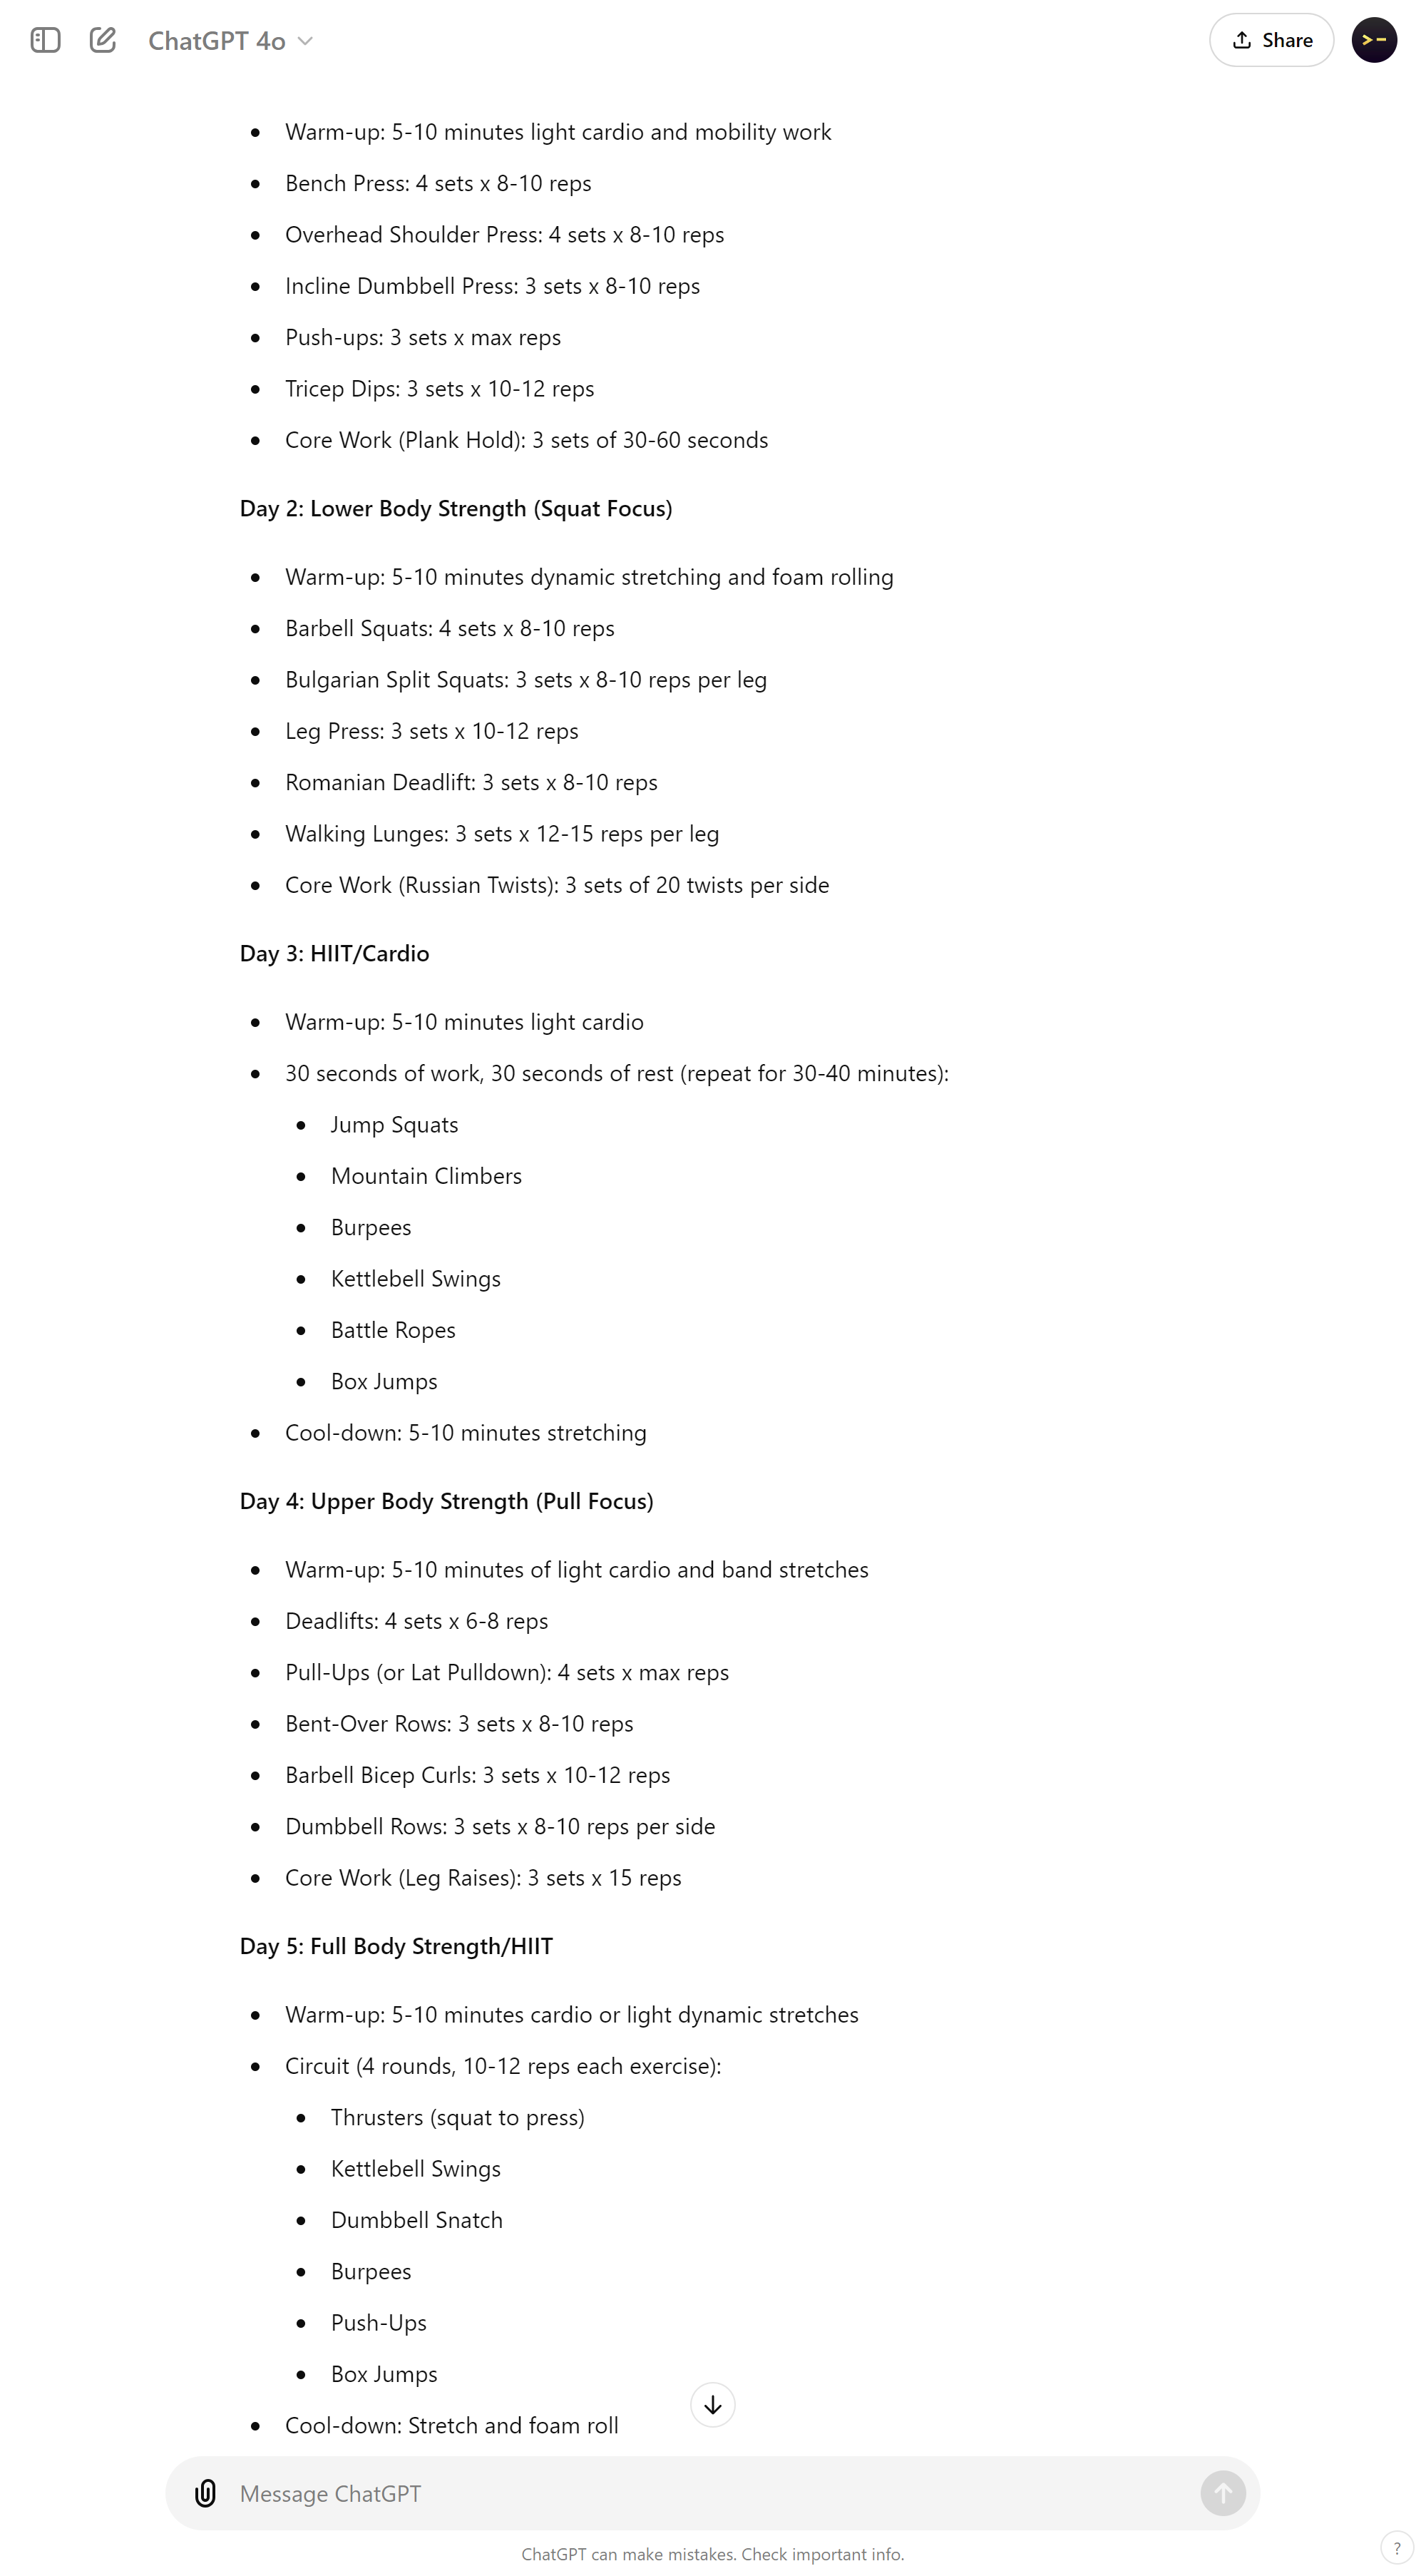 ChatGPT 4o
Share
Warm-up: 5-10 minutes light cardio and mobility work
Bench Press: 4 sets x 8-10 reps
Overhead Shoulder Press: 4 sets x 8-10 reps
Incline Dumbbell Press: 3 sets x 8-10 reps
Push-ups: 3 sets x max reps
Tricep Dips: 3 sets x 10-12 reps
Core Work (Plank Hold): 3 sets of 30-60 seconds
Day 2: Lower Body Strength (Squat Focus)
Warm-up: 5-10 minutes dynamic stretching and foam rolling
Barbell Squats: 4 sets x 8-10 reps
Bulgarian Split Squats: 3 sets x 8-10 reps per leg
Leg Press: 3 sets x 10-12 reps
Romanian Deadlift: 3 sets x 8-10 reps
Walking Lunges: 3 sets x 12-15 reps per leg
Core Work (Russian Twists): 3 sets of 20 twists per side
Day 3: HIIT/Cardio
Warm-up: 5-10 minutes light cardio
30 seconds of work, 30 seconds of rest (repeat for 30-40 minutes):
Jump Squats
Mountain Climbers
Burpees
Kettlebell Swings
Battle Ropes
Box Jumps
Cool-down: 5-10 minutes stretching
Day 4: Upper Body Strength (Pull Focus)
Warm-up: 5-10 minutes of light cardio and band stretches
Deadlifts: 4 sets x 6-8 reps
Pull-Ups (or Lat Pulldown): 4 sets x max reps
Bent-Over Rows: 3 sets x 8-10 reps
Barbell Bicep Curls: 3 sets x 10-12 reps
Dumbbell Rows: 3 sets x 8-10 reps per side
Core Work (Leg Raises): 3 sets x 15 reps
Day 5: Full Body Strength/HIIT
Warm-up: 5-10 minutes cardio or light dynamic stretches
Circuit (4 rounds, 10-12 reps each exercise):
Thrusters (squat to press)
Kettlebell Swings
Dumbbell Snatch
Burpees
Push-Ups
Box Jumps
Cool-down: Stretch and foam roll
Message ChatGPT
ChatGPT can make mistakes. Check important info.
?